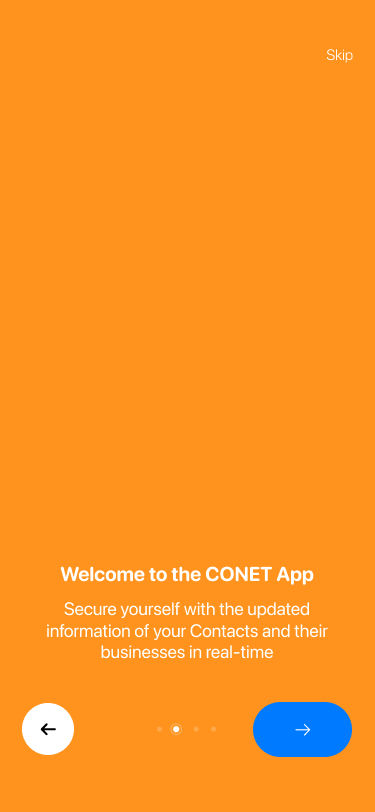 Skip
Welcome to the CONET App
Secure yourself with the updated
information of your Contacts and their
businesses in real-time